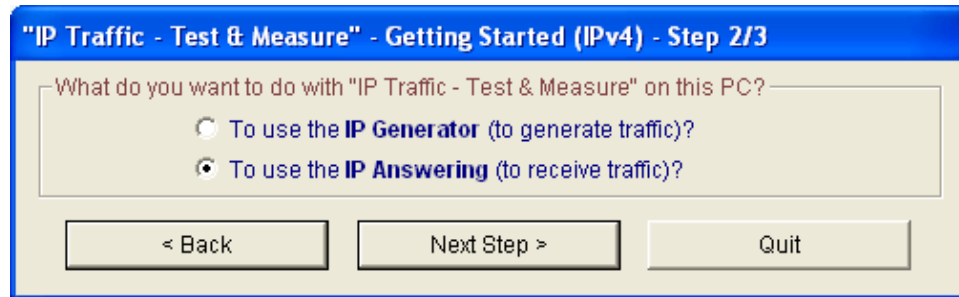 "IP Traffic - Test & Measure" - Getting Started (IPv4) - Step 2/3
What do you want to do with "IP Traffic - Test & Measure" on this PC?
To use the IP Generator (to generate traffic)?
To use the IP Answering (to receive traffic)?
< Back Next Step > Quit